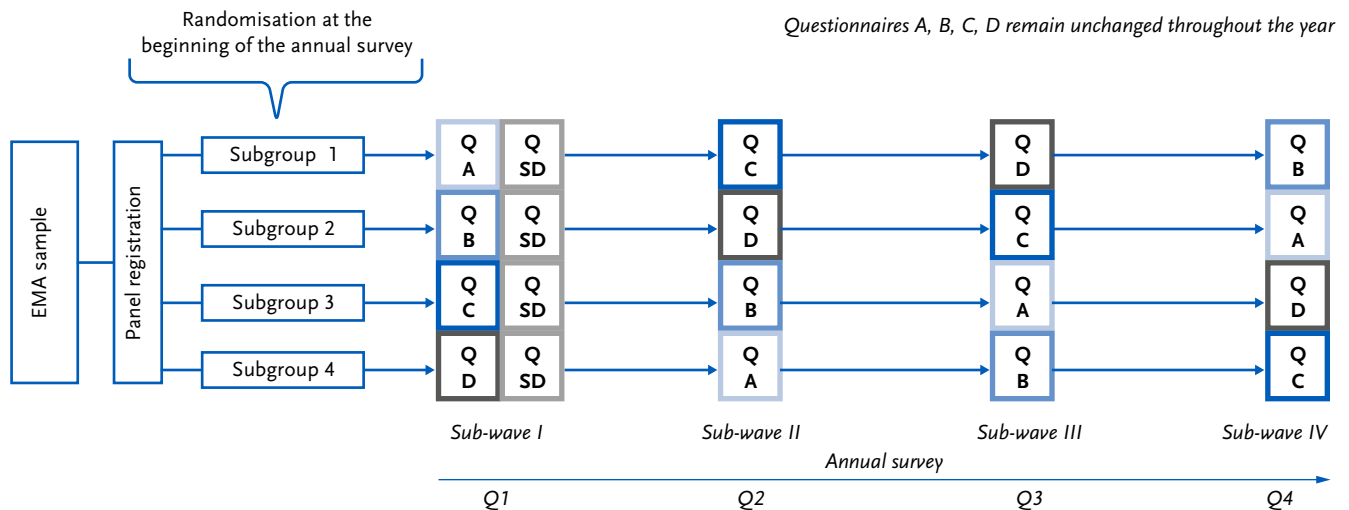 Randomisation at the
beginning of the annual survey
Questionnaires A, B, C, D remain unchanged throughout the year
EMA sample
Panel registration
Subgroup 1
Q
A
Q
SD
Q
C
Q
D
Q
B
Subgroup 2
Q
B
Q
SD
Q
D
Q
C
Q
A
Subgroup 3
Q
C
Q
SD
Q
B
Q
A
Q
D
Subgroup 4
Q
D
Q
SD
Q
A
Q
B
Q
C
Sub-wave I
Sub-wave II
Sub-wave III
Sub-wave IV
Annual survey
Q1
Q2
Q3
Q4